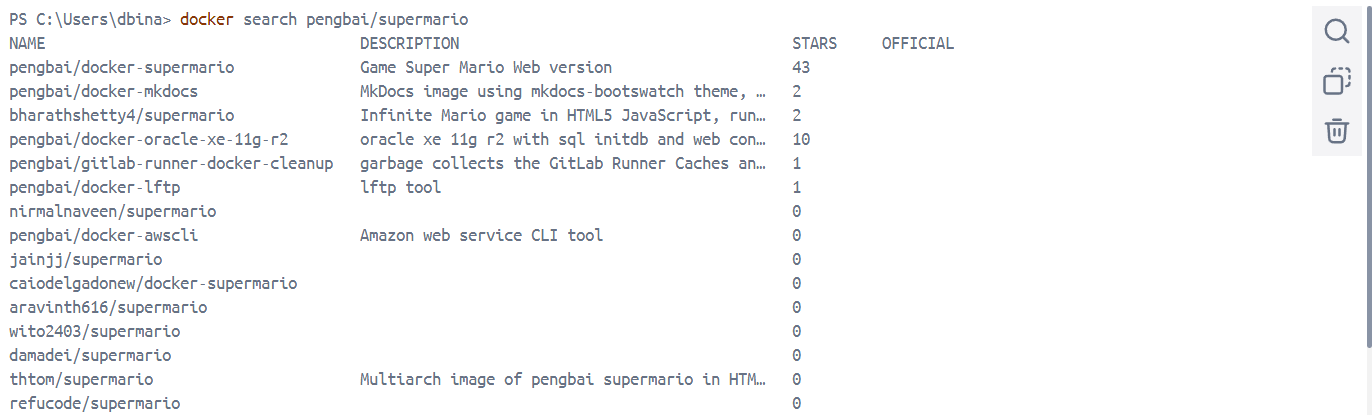 PS C:\Users\dbina> docker search pengbai/supermario
NAME DESCRIPTION STARS OFFICIAL
pengbai/docker-supermario Game Super Mario Web version 43
pengbai/docker-mkdocs MkDocs image using mkdocs-bootswatch theme, … 2
bharathshetty4/supermario Infinite Mario game in HTML5 JavaScript, run… 2
pengbai/docker-oracle-xe-11g-r2 oracle xe 11g r2 with sql initdb and web con… 10
pengbai/gitlab-runner-docker-cleanup garbage collects the GitLab Runner Caches an… 1
pengbai/docker-lftp lftp tool 1
nirmalnaveen/supermario 0
pengbai/docker-awscli Amazon web service CLI tool 0
jainjj/supermario 0
caiodelgadonew/docker-supermario 0
aravinth616/supermario 0
wito2403/supermario 0
damadei/supermario 0
thtom/supermario Multiarch image of pengbai supermario in HTM… 0
refucode/supermario 0